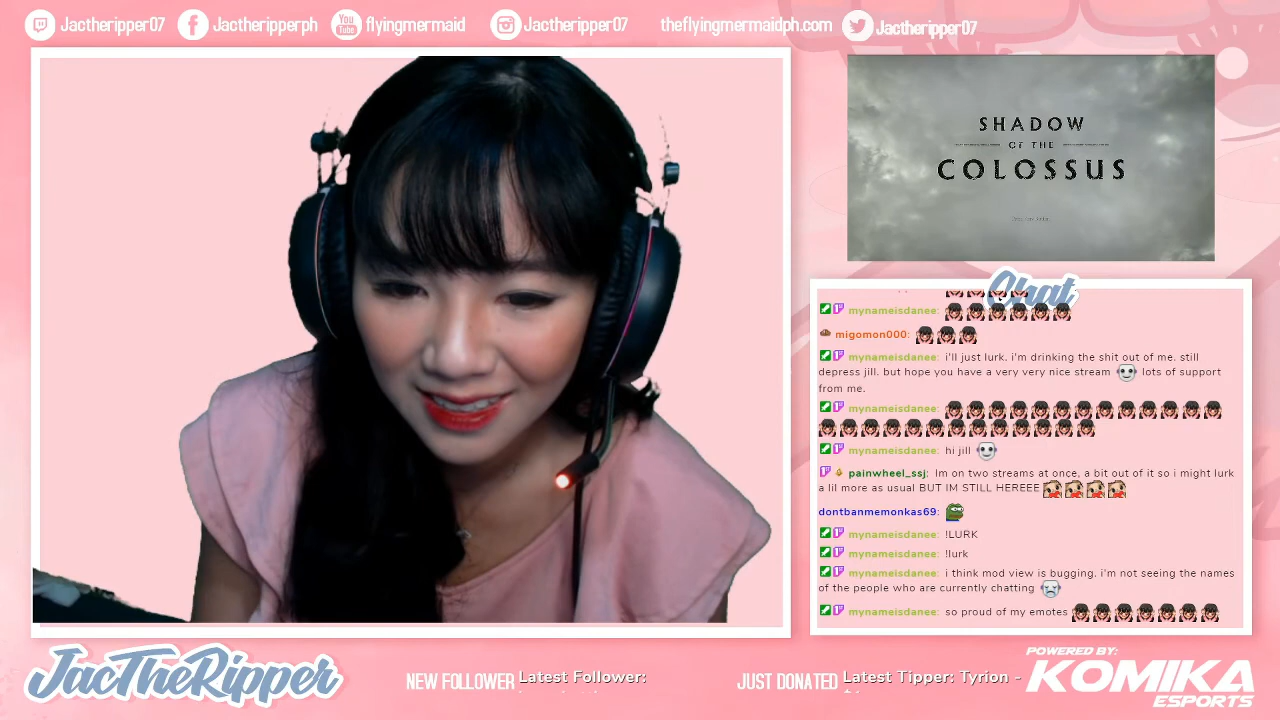 Jactheripper07 Jactheripperph You Tube flyingmermaid Jactheripper07 theflyingmermaidph.com Jactheripper07
SHADOW
OF THE
COLOSSUS
Chat
mynameisdanee:
migomon000:
mynameisdanee: i'll just lurk. i'm drinking the shit out of me. still
depress jill. but hope you have a very very nice stream lots of support
from me.
mynameisdanee:
mynameisdanee: hi jill
painwheel_ssj: Im on two streams at once, a bit out of it so i might lurk
a lil more as usual BUT IM STILL HEREEE
dontbanmemonkas69:
mynameisdanee: !LURK
mynameisdanee: !lurk
mynameisdanee: i think mod view is bugging. i'm not seeing the names
of the people who are currently chatting
mynameisdanee: so proud of my emotes
JacTheRipper
NEW FOLLOWER Latest Follower:
JUST DONATED Latest Tipper: Tyrion -
POWERED BY:
KOMIKA
ESPORTS